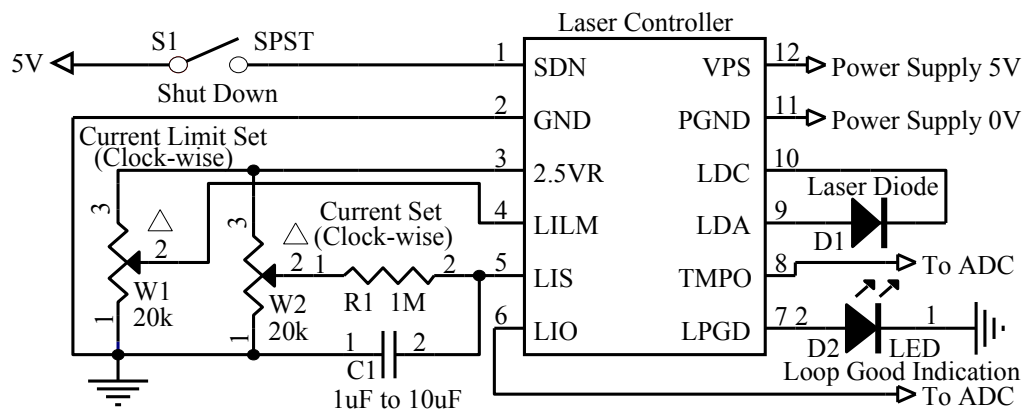 Laser Controller
S1 SPST
5V
Shut Down
1 SDN VPS 12 Power Supply 5V
2 GND PGND 11 Power Supply 0V
Current Limit Set
(Clock-wise)
3 2.5VR LDC 10
Laser Diode
3 2
W1
20k
1
4 LILM LDA 9
D1
3
Current Set
(Clock-wise)
2 1 2
R1 1M
W2
20k
1
5 LIS TMPO 8 To ADC
6 LIO LPGD 7 2 1
D2 LED
Loop Good Indication
1 2
C1
1uF to 10uF
To ADC